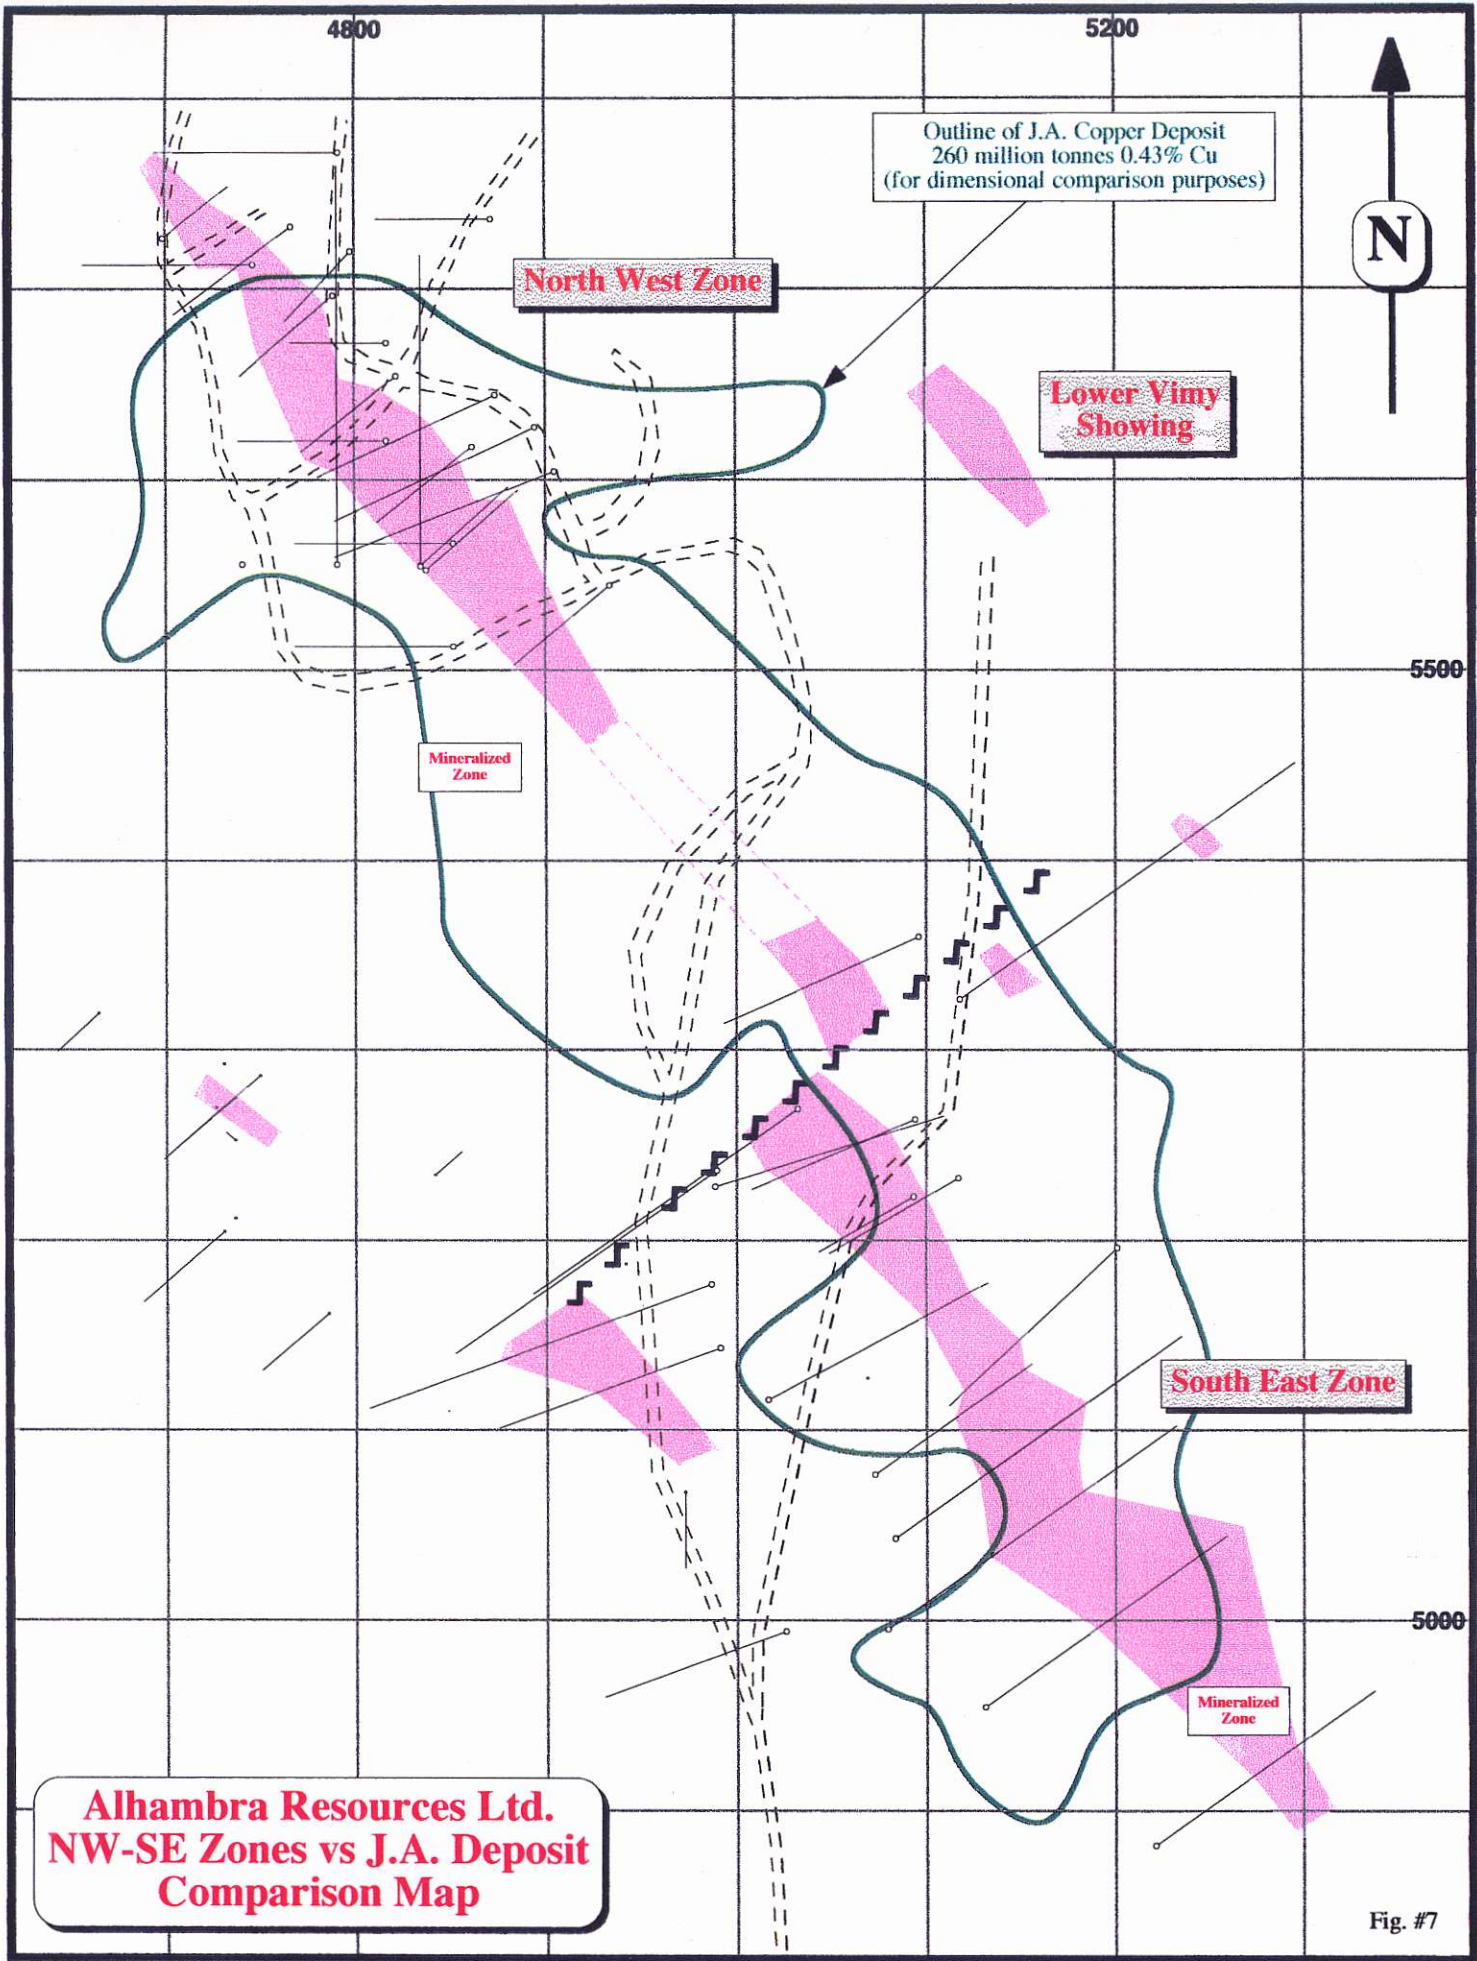 4800
5200
Outline of J.A. Copper Deposit
260 million tonnes 0.43% Cu
(for dimensional comparison purposes)
N
North West Zone
Lower Vimy
Showing
5500
Mineralized
Zone
South East Zone
5000
Mineralized
Zone
Alhambra Resources Ltd.
NW-SE Zones vs J.A. Deposit
Comparison Map
Fig. #7